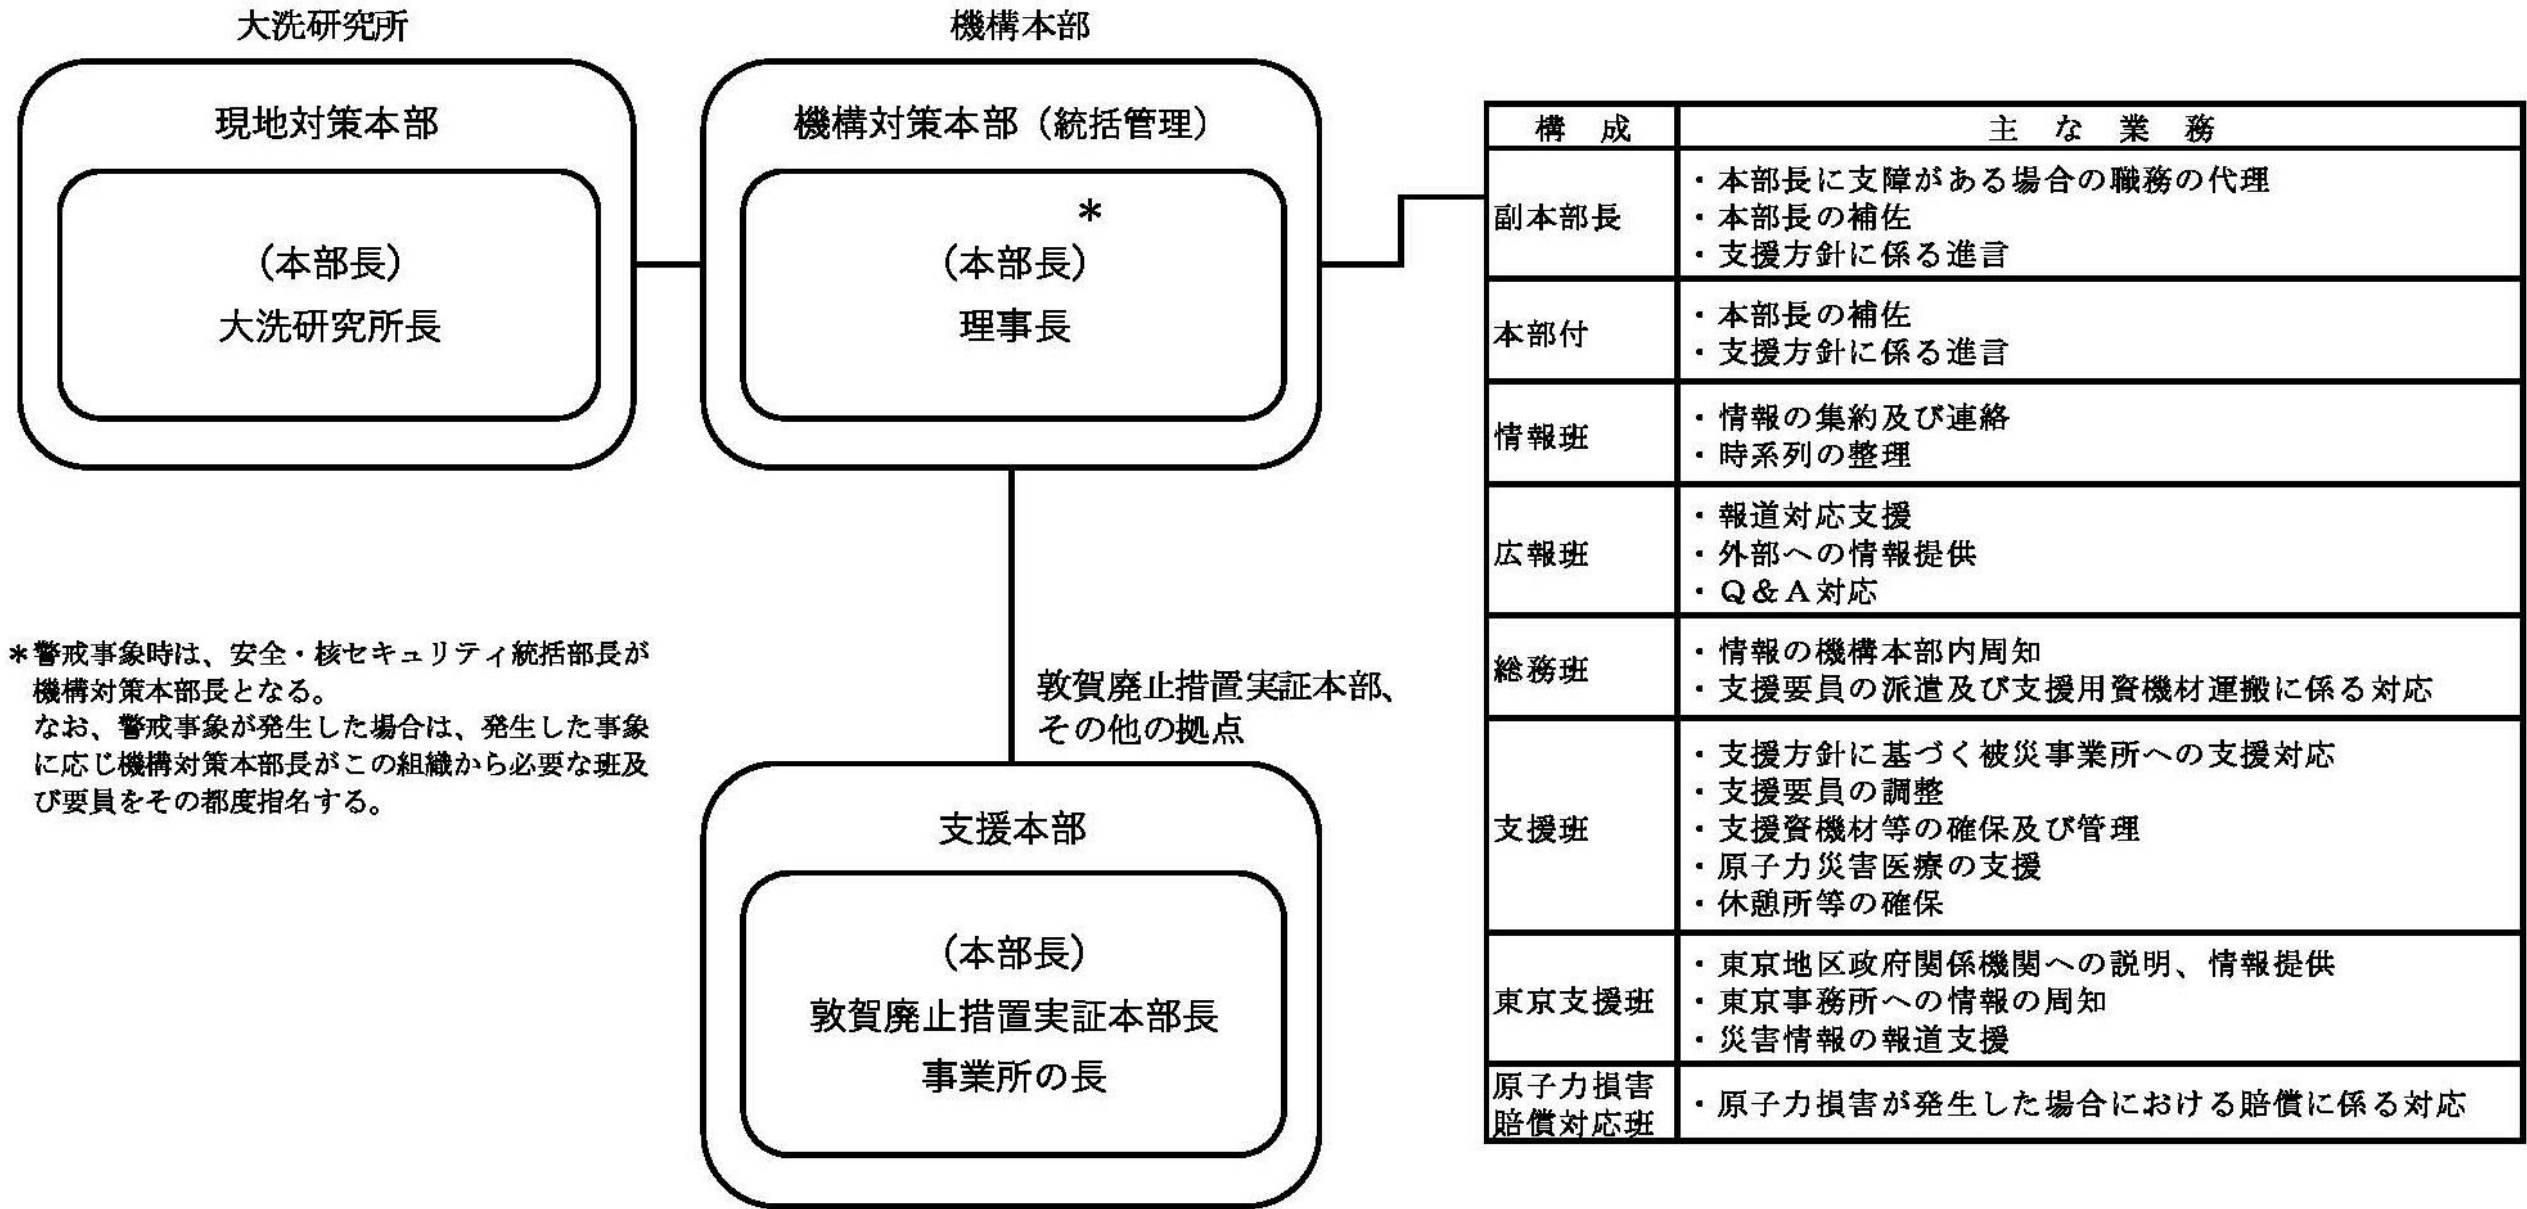 大洗研究所
現地対策本部
（本部長）
大洗研究所長
機構本部
機構対策本部（統括管理）
＊
（本部長）
理事長
敦賀廃止措置実証本部、
その他の拠点
支援本部
（本部長）
敦賀廃止措置実証本部長
事業所の長
＊警戒事象時は、安全・核セキュリティ統括部長が
機構対策本部長となる。
なお、警戒事象が発生した場合は、発生した事象
に応じ機構対策本部長がこの組織から必要な班及
び要員をその都度指名する。
構　成　主　な　業　務
副本部長
・本部長に支障がある場合の職務の代理
・本部長の補佐
・支援方針に係る進言
本部付
・本部長の補佐
・支援方針に係る進言
情報班
・情報の集約及び連絡
・時系列の整理
広報班
・報道対応支援
・外部への情報提供
・Ｑ＆Ａ対応
総務班
・情報の機構本部内周知
・支援要員の派遣及び支援用資機材運搬に係る対応
支援班
・支援方針に基づく被災事業所への支援対応
・支援要員の調整
・支援資機材等の確保及び管理
・原子力災害医療の支援
・休憩所等の確保
東京支援班
・東京地区政府関係機関への説明、情報提供
・東京事務所への情報の周知
・災害情報の報道支援
原子力損害
賠償対応班
・原子力損害が発生した場合における賠償に係る対応